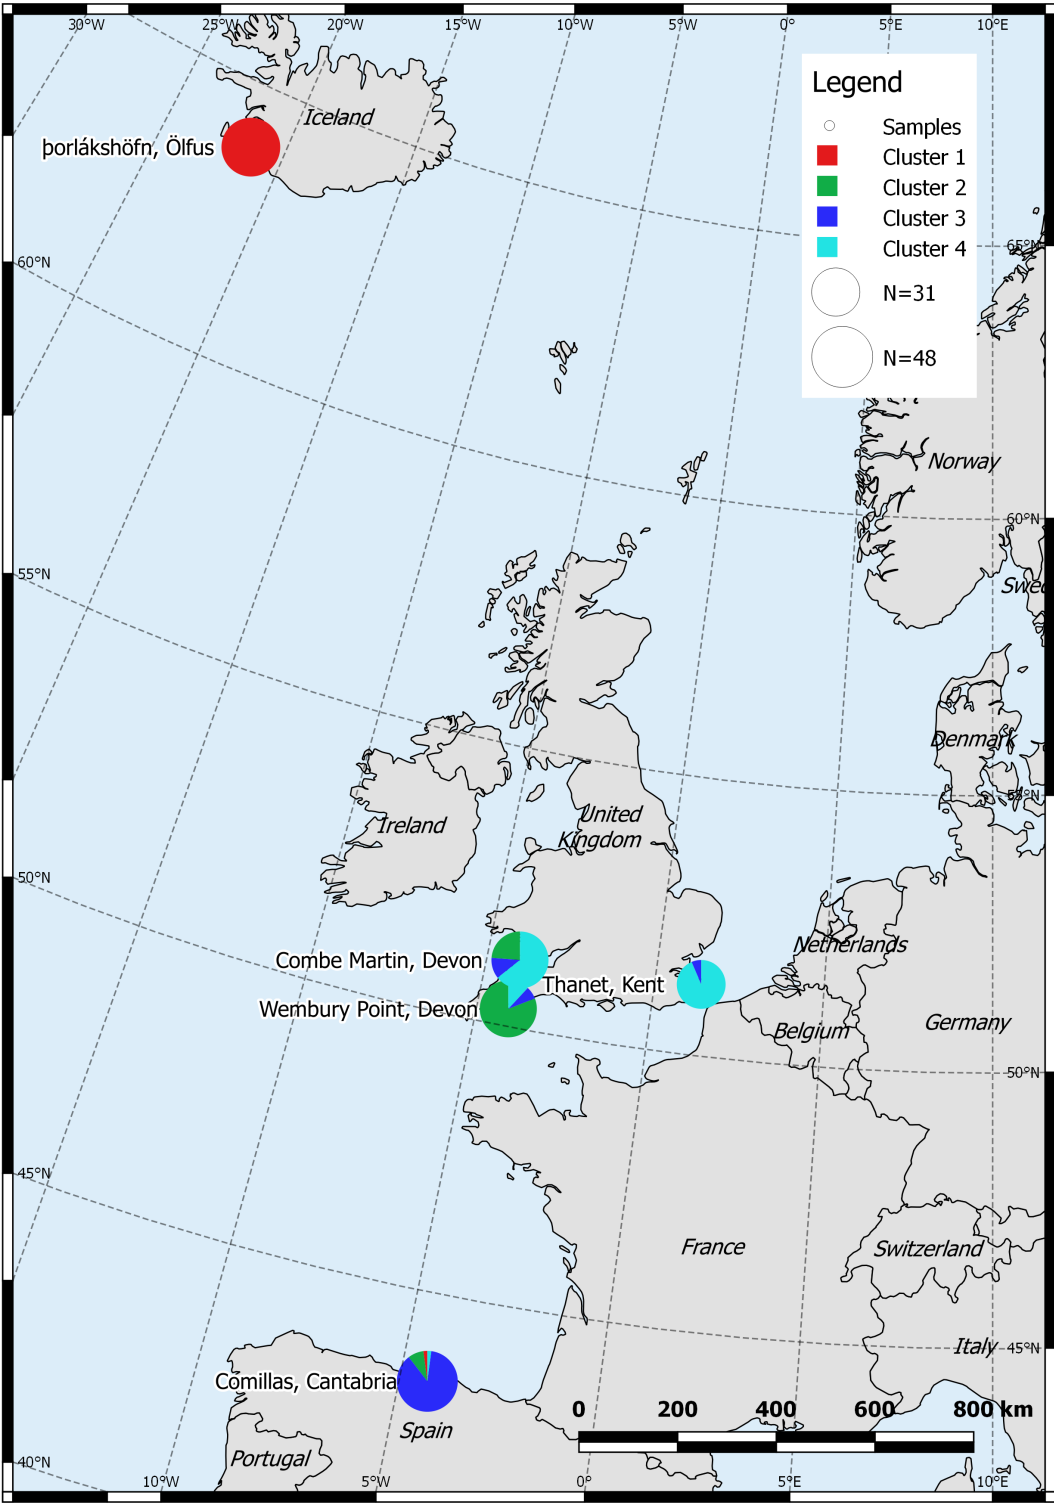 30°W 25°W 20°W 15°W 10°W 5°W 0° 5°E 10°E
Legend
Samples
Cluster 1
Cluster 2
Cluster 3
Cluster 4
N=31
N=48
Iceland
þorlákshöfn, Ölfus
65°N
60°N
Norway
60°N
55°N
Swe
Denmark
55°N
United
Kingdom
Ireland
50°N
Netherlands
Combe Martin, Devon
Thanet, Kent
Wembury Point, Devon
Belgium
Germany
50°N
45°N
France
Switzerland
Italy
45°N
Comillas, Cantabria
Spain
Portugal
0 200 400 600 800 km
40°N
10°W 5°W 0° 5°E 10°E